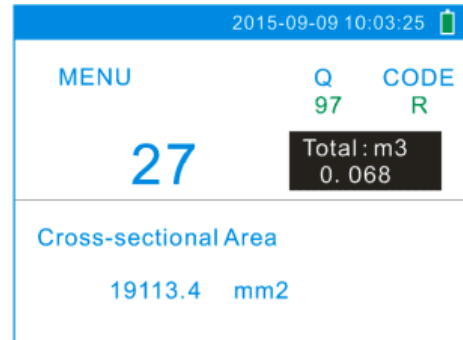 2015-09-09 10:03:25
MENU Q CODE
97 R
27
Total : m3
0. 068
Cross-sectional Area
19113.4 mm2